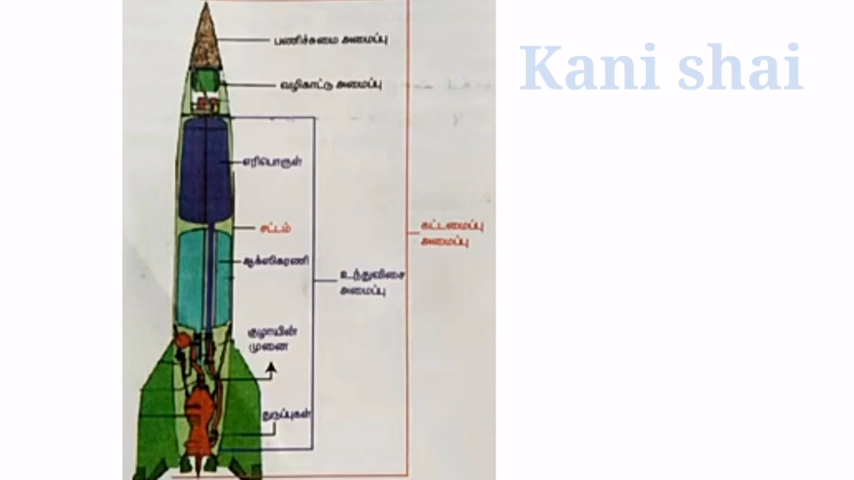 Kani shai
பணிச்சுமை அமைப்பு
வழிகாட்டு அமைப்பு
எரிபொருள்
சட்டம்
கட்டமைப்பு
அமைப்பு
ஆக்ஸிகரணி
உந்துவிசை
அமைப்பு
குழாயின்
முனை
துடுப்புகள்